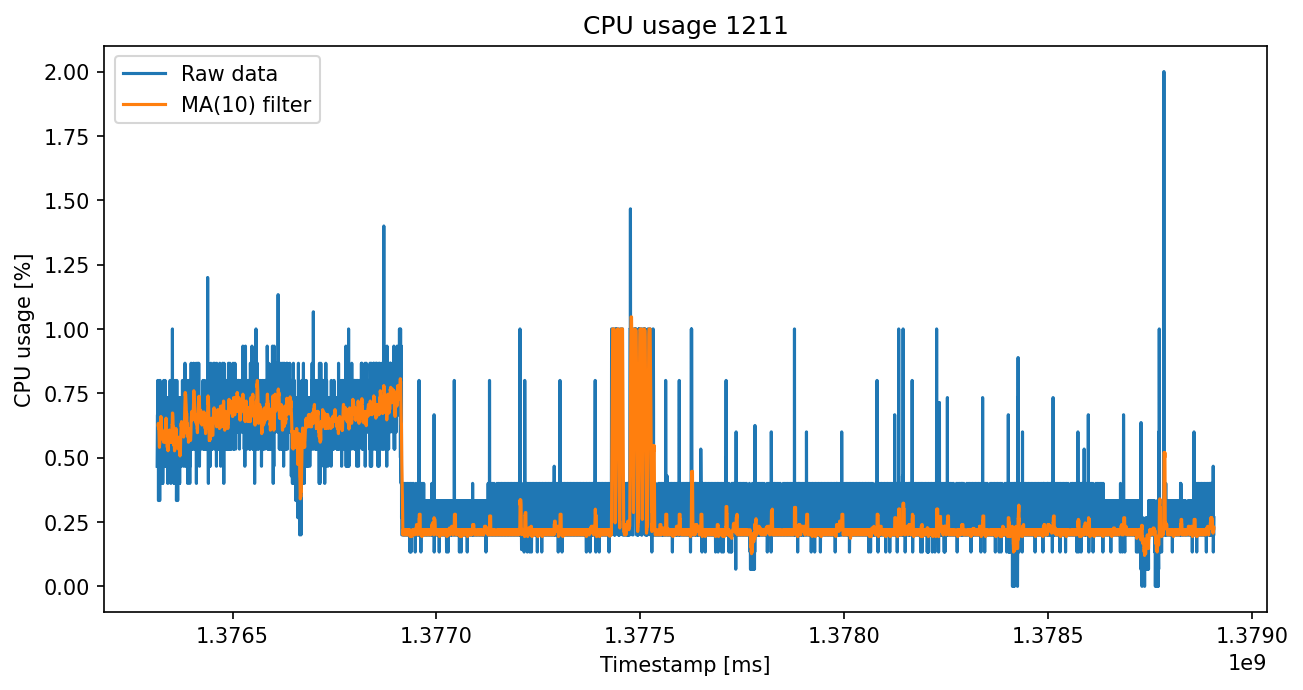 CPU usage 1211
Raw data
MA(10) filter
CPU usage [%]
2.00
1.75
1.50
1.25
1.00
0.75
0.50
0.25
0.00
1.3765 1.3770 1.3775 1.3780 1.3785 1.3790
1e9
Timestamp [ms]